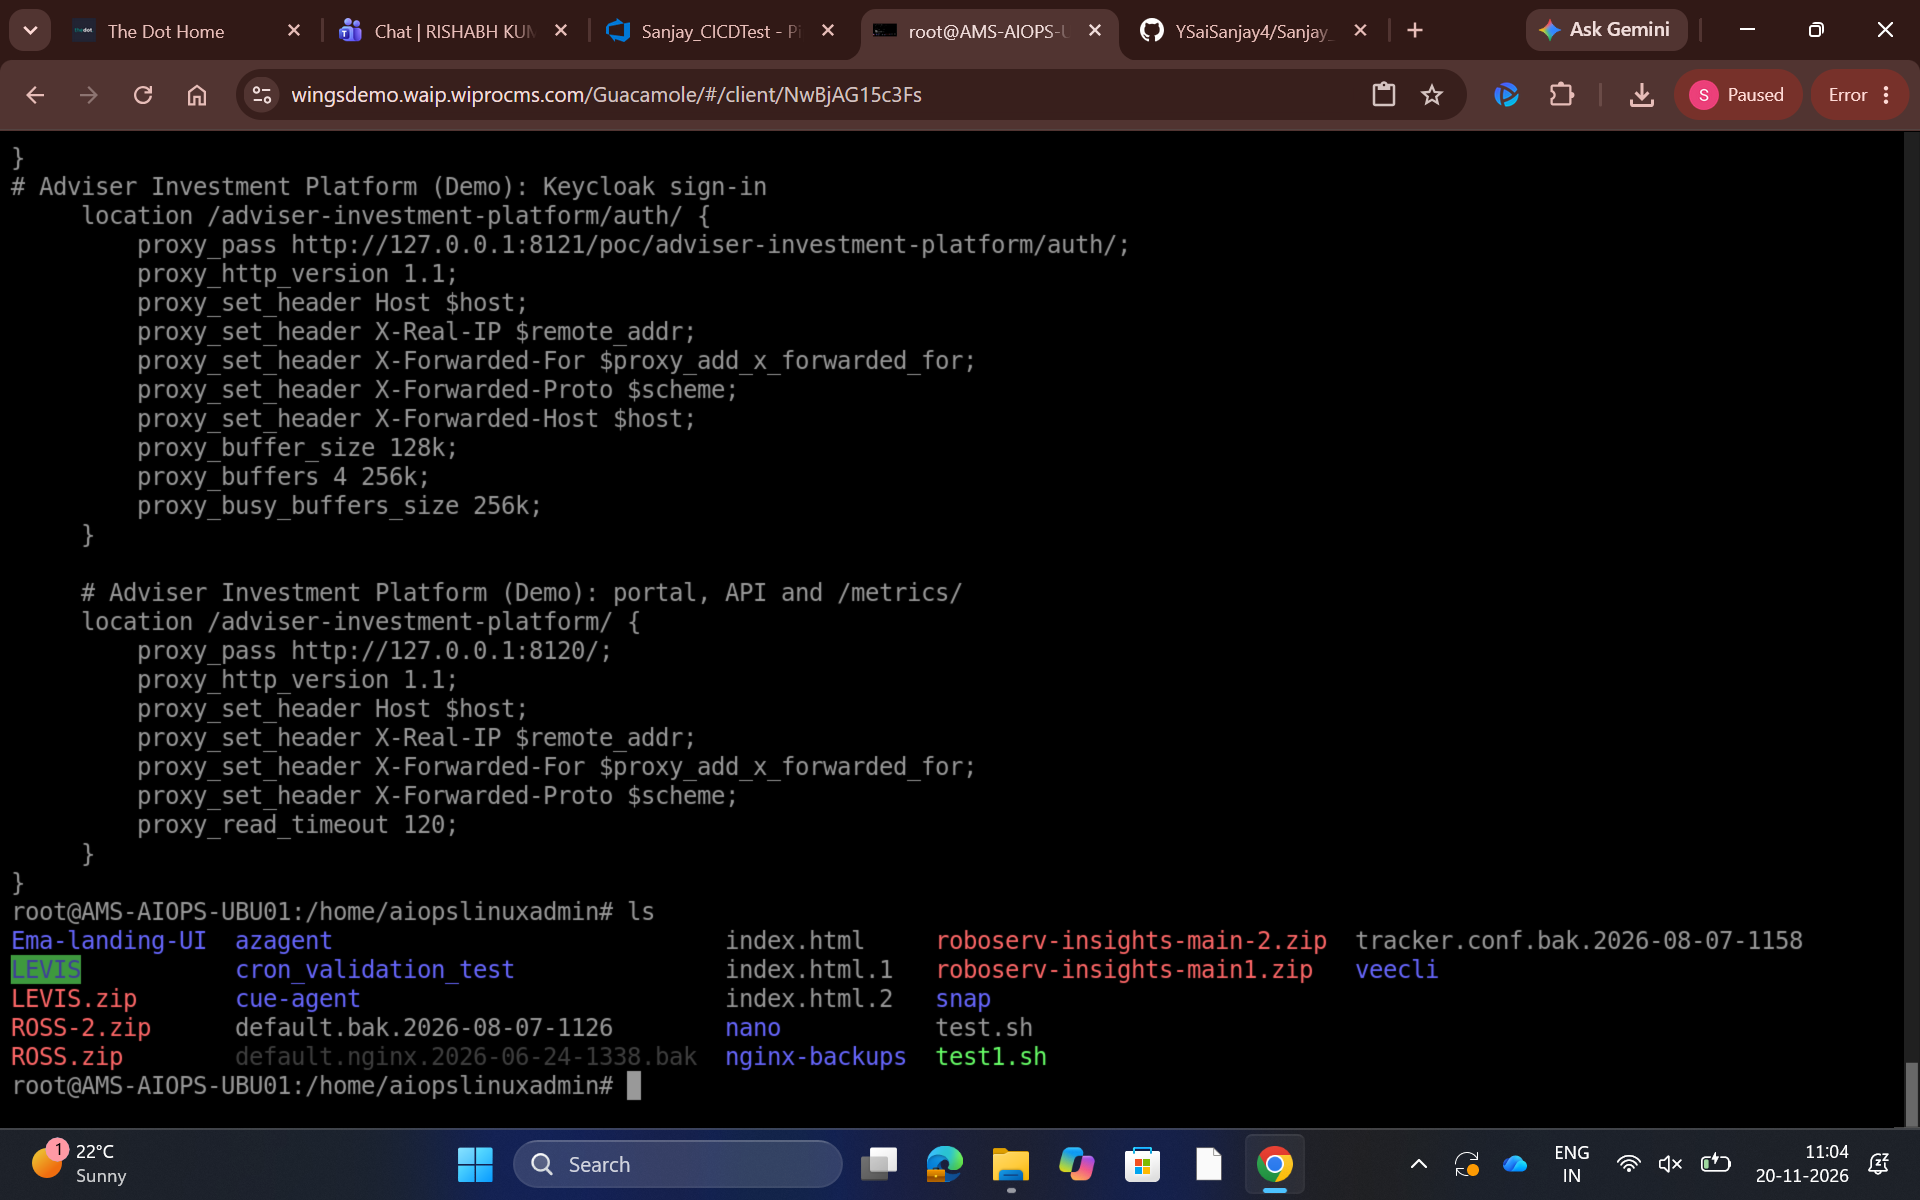 The Dot Home
Chat | RISHABH KUN
Sanjay_CICDTest - Pi
root@AMS-AIOPS-U
YSaiSanjay4/Sanjay_
Ask Gemini
wingsdemo.waip.wiprocms.com/Guacamole/#/client/NwBjAG15c3Fs
S Paused
Error
}
# Adviser Investment Platform (Demo): Keycloak sign-in
location /adviser-investment-platform/auth/ {
proxy_pass http://127.0.0.1:8121/poc/adviser-investment-platform/auth/;
proxy_http_version 1.1;
proxy_set_header Host $host;
proxy_set_header X-Real-IP $remote_addr;
proxy_set_header X-Forwarded-For $proxy_add_x_forwarded_for;
proxy_set_header X-Forwarded-Proto $scheme;
proxy_set_header X-Forwarded-Host $host;
proxy_buffer_size 128k;
proxy_buffers 4 256k;
proxy_busy_buffers_size 256k;
}
# Adviser Investment Platform (Demo): portal, API and /metrics/
location /adviser-investment-platform/ {
proxy_pass http://127.0.0.1:8120/;
proxy_http_version 1.1;
proxy_set_header Host $host;
proxy_set_header X-Real-IP $remote_addr;
proxy_set_header X-Forwarded-For $proxy_add_x_forwarded_for;
proxy_set_header X-Forwarded-Proto $scheme;
proxy_read_timeout 120;
}
}
root@AMS-AIOPS-UBU01:/home/aiopslinuxadmin# ls
Ema-landing-UI azagent index.html roboserv-insights-main-2.zip tracker.conf.bak.2026-08-07-1158
LEVIS cron_validation_test index.html.1 roboserv-insights-main1.zip veecli
LEVIS.zip cue-agent index.html.2 snap
ROSS-2.zip default.bak.2026-08-07-1126 nano test.sh
ROSS.zip default.nginx.2026-06-24-1338.bak nginx-backups test1.sh
root@AMS-AIOPS-UBU01:/home/aiopslinuxadmin#
1
22°C
Sunny
Search
ENG
IN
11:04
20-11-2026